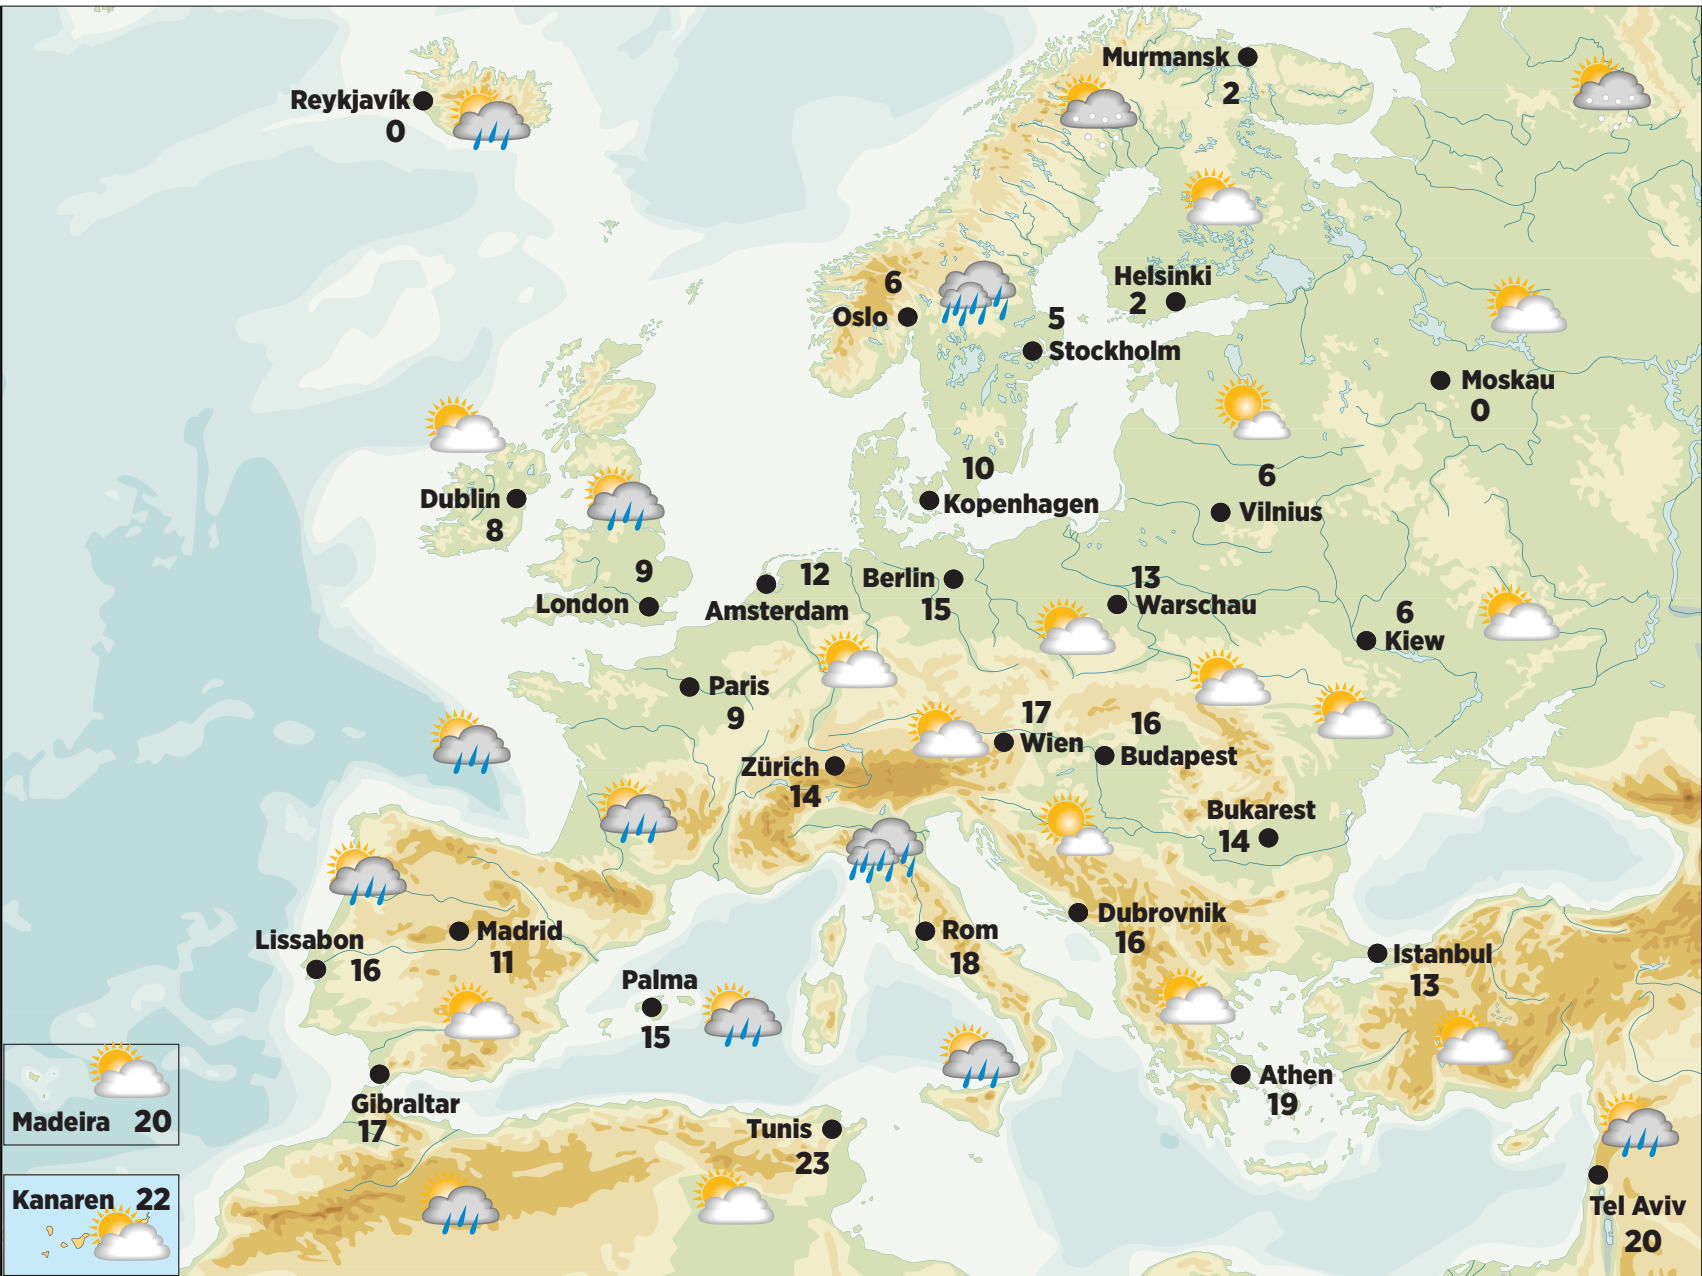 Murmansk
2
Reykjavík
0
6
Oslo
Helsinki
2
5
Stockholm
Moskau
0
10
Kopenhagen
6
Vilnius
Dublin
8
9
London
12
Amsterdam
Berlin
15
13
Warschau
6
Kiew
Paris
9
17
Wien
16
Budapest
Zürich
14
Bukarest
14
Lissabon
16
Madrid
11
Rom
18
Dubrovnik
16
Istanbul
13
Palma
15
Athen
19
Gibraltar
17
Madeira 20
Tunis
23
Kanaren 22
Tel Aviv
20